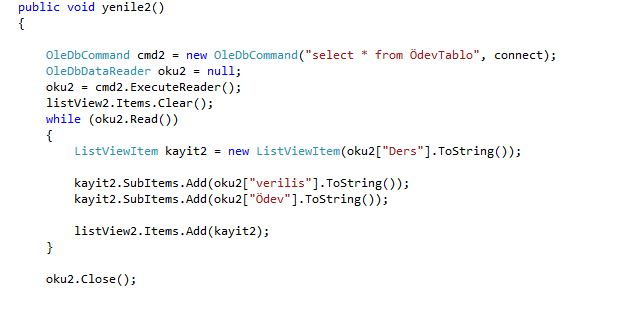 public void yenile2()
{
OleDbCommand cmd2 = new OleDbCommand("select * from ÖdevTablo", connect);
OleDbDataReader oku2 = null;
oku2 = cmd2.ExecuteReader();
listView2.Items.Clear();
while (oku2.Read())
{
ListViewItem kayit2 = new ListViewItem(oku2["Ders"].ToString());
kayit2.SubItems.Add(oku2["verilis"].ToString());
kayit2.SubItems.Add(oku2["Ödev"].ToString());
listView2.Items.Add(kayit2);
}
oku2.Close();